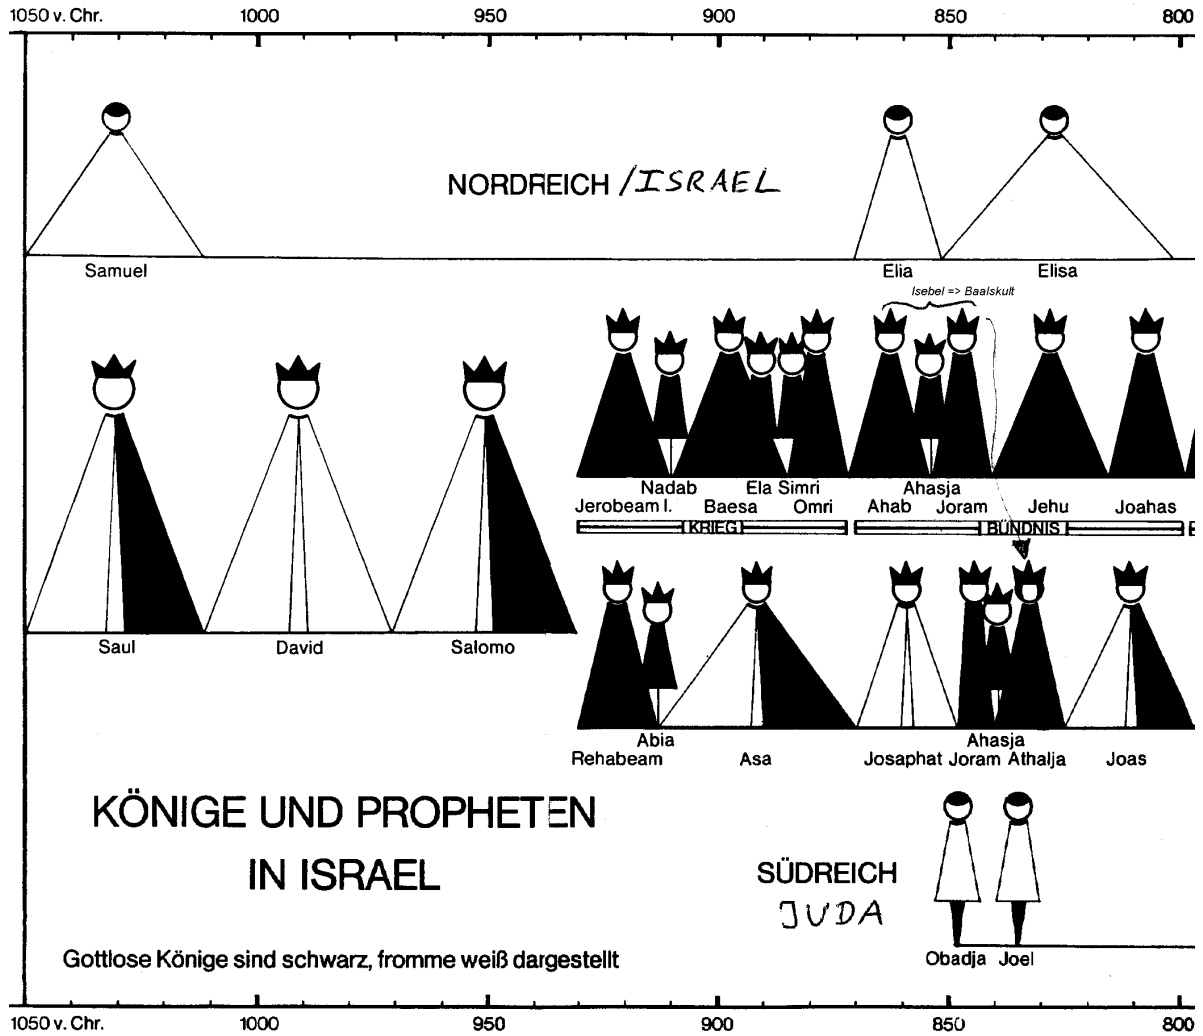 1050 v. Chr. 1000 950 900 850 800
NORDREICH /ISRAEL
Samuel Elia Elisa
Isebel => Baalskult
Nadab Ela Simri Ahasja
Jerobeam I. Baesa Omri Ahab Joram Jehu Joahas
KRIEG BÜNDNIS
Saul David Salomo
Abia Ahasja
Rehabeam Asa Josaphat Joram Athalja Joas
KÖNIGE UND PROPHETEN
IN ISRAEL
SÜDREICH
JUDA
Gottlose Könige sind schwarz, fromme weiß dargestellt
Obadja Joel
1050 v. Chr. 1000 950 900 850 800